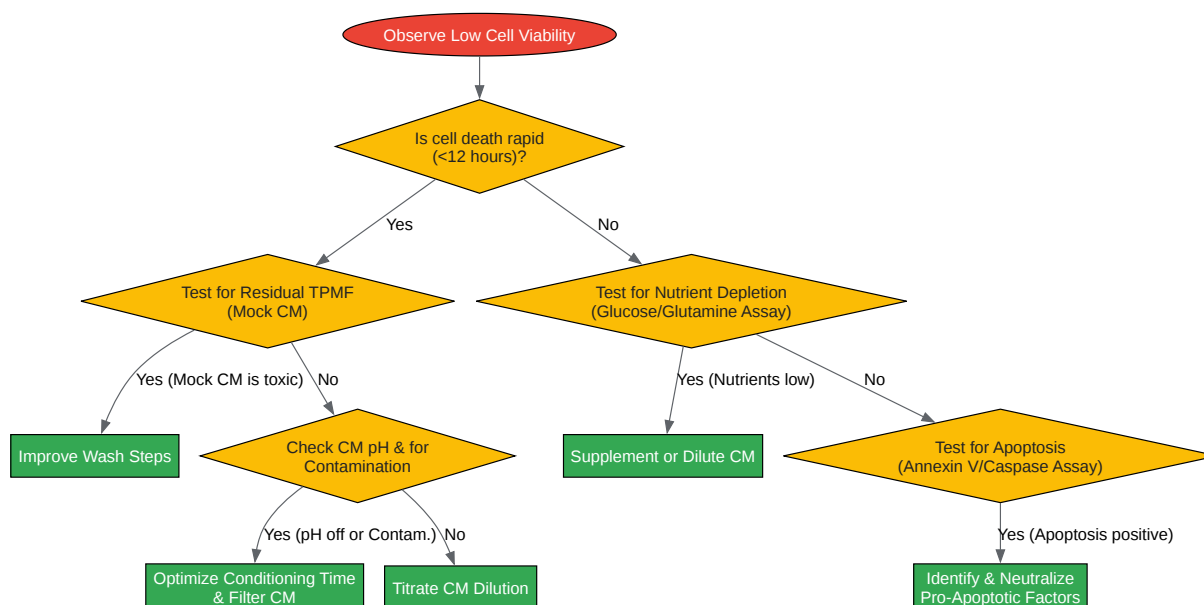 Observe Low Cell Viability
Is cell death rapid
(<12 hours)?
Yes
No
Test for Residual TPMF
(Mock CM)
Test for Nutrient Depletion
(Glucose/Glutamine Assay)
Yes (Mock CM is toxic)
No
Yes (Nutrients low)
No
Improve Wash Steps
Check CM pH & for
Contamination
Supplement or Dilute CM
Test for Apoptosis
(Annexin V/Caspase Assay)
Yes (pH off or Contam.)
No
Yes (Apoptosis positive)
Optimize Conditioning Time
& Filter CM
Titrate CM Dilution
Identify & Neutralize
Pro-Apoptotic Factors